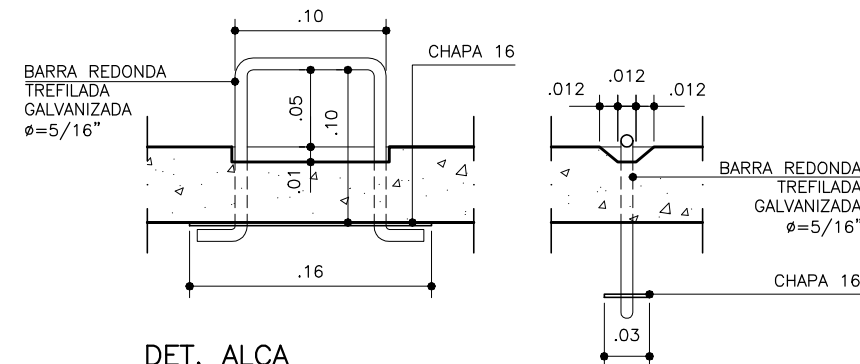 .10
CHAPA 16
BARRA REDONDA
TREFILADA
GALVANIZADA
ø=5/16”
.05
.10
.01
.16
.012
.012
.012
BARRA REDONDA
TREFILADA
GALVANIZADA
ø=5/16”
CHAPA 16
.03
DET. ALCA